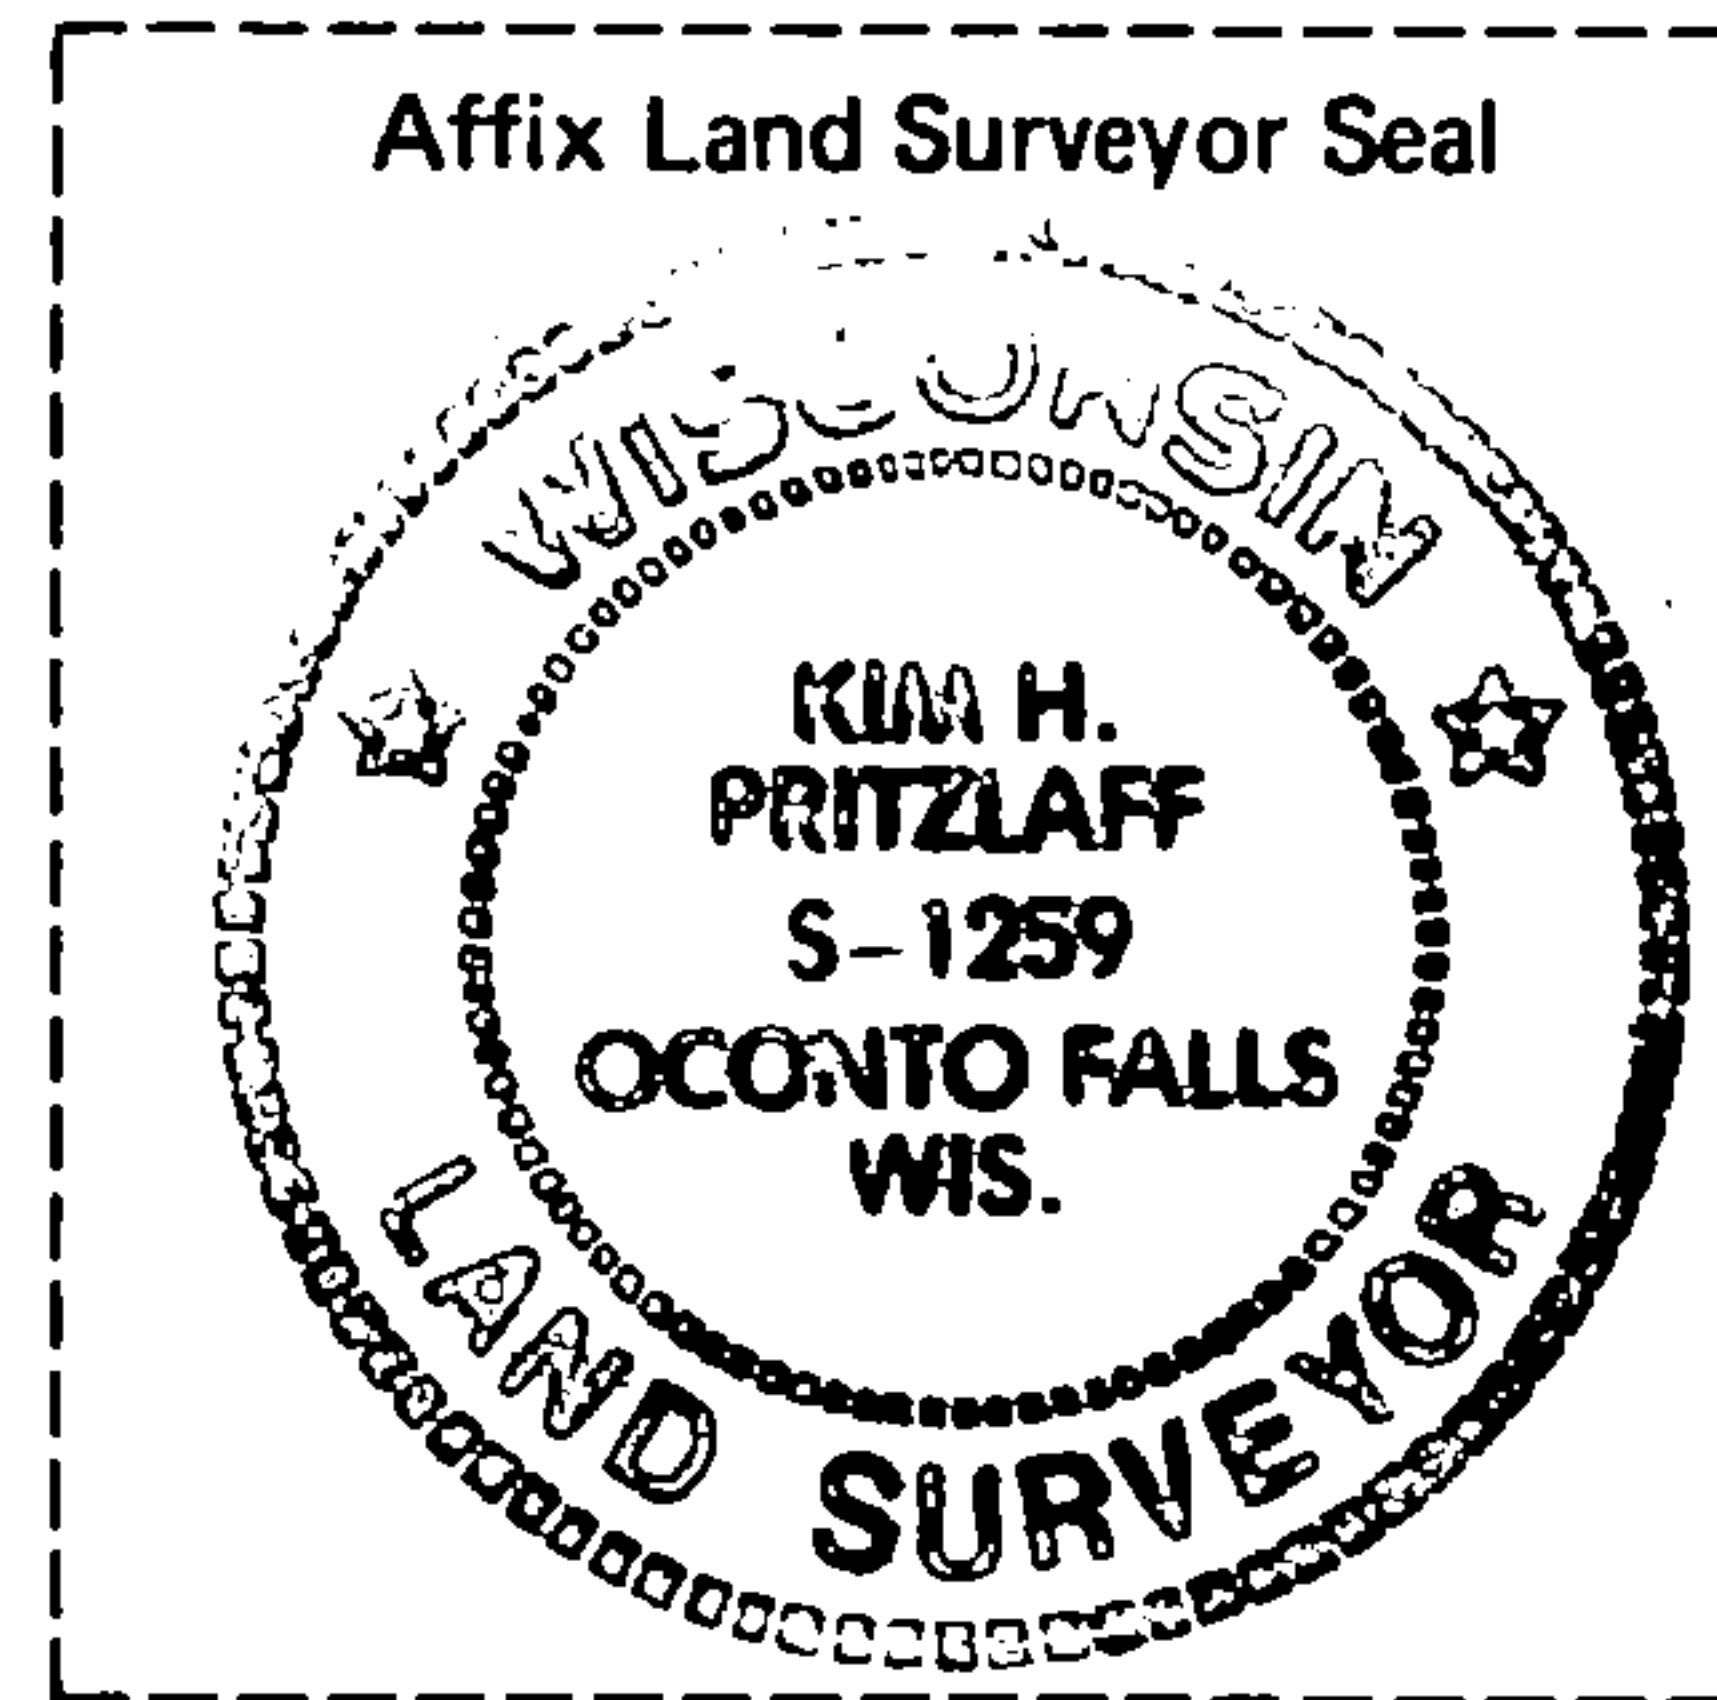 Affix Land Surveyor Seal
WISCONSIN
KIM H.
PRITZLAFF
S-1259
OCONTO FALLS
WIS.
LAND SURVEYOR